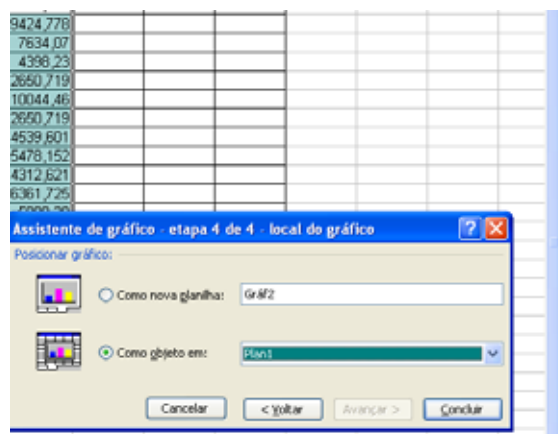 9424,778
7634,07
4398,23
2650,719
10044,46
2650,719
4539,601
5478,152
4312,621
6361,725
Assistente de gráfico - etapa 4 de 4 - local do gráfico
Posicionar gráfico:
Como nova planilha: Gráf2
Como objeto em: Plan1
Cancelar < Voltar Avançar > Concluir